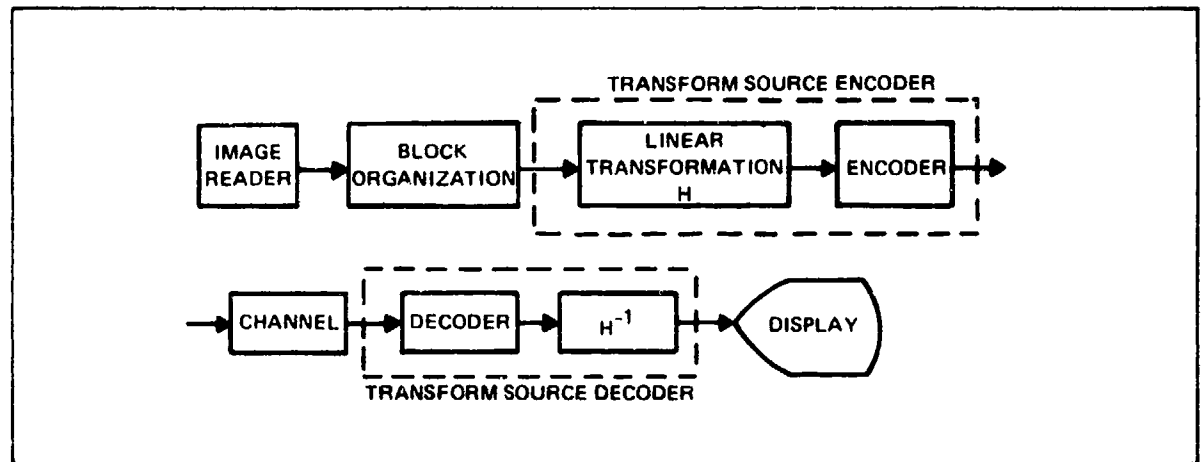 TRANSFORM SOURCE ENCODER
IMAGE
READER
BLOCK
ORGANIZATION
LINEAR
TRANSFORMATION
H
ENCODER
CHANNEL
DECODER
H⁻¹
DISPLAY
TRANSFORM SOURCE DECODER